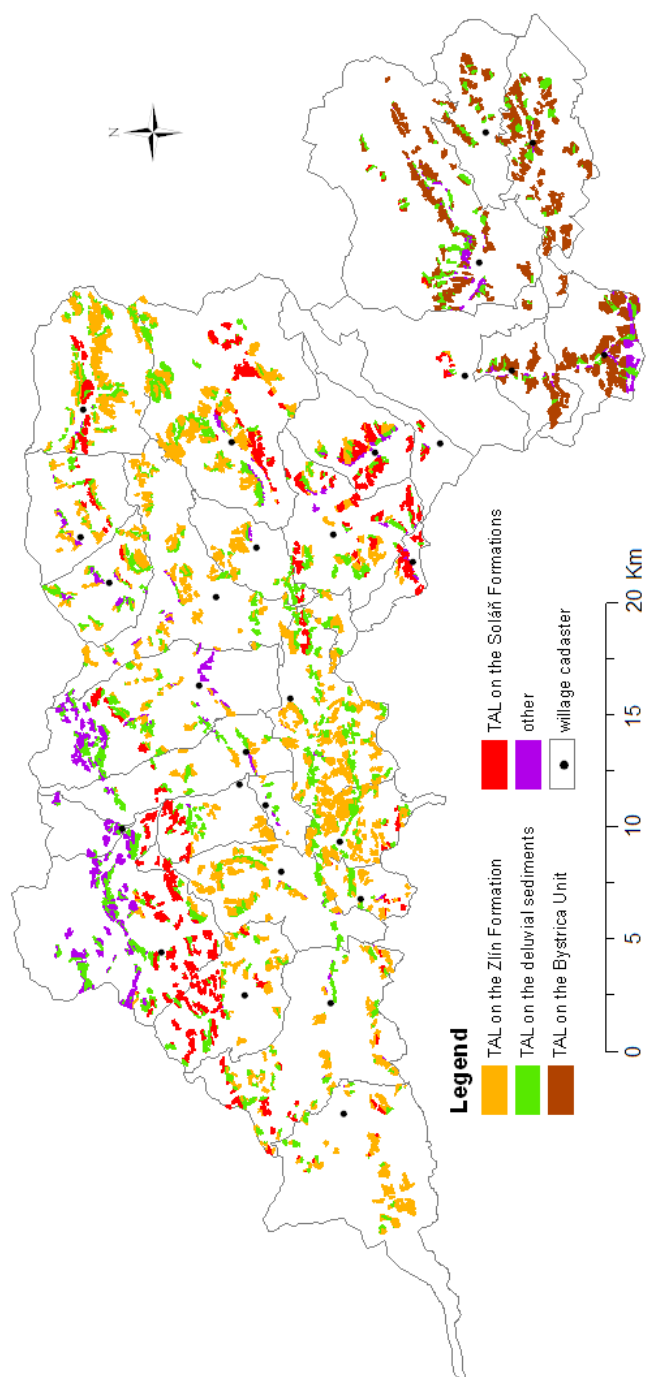 N
Legend
TAL on the Zlín Formation
TAL on the deluvial sediments
TAL on the Bystrica Unit
TAL on the Soláň Formations
other
willage cadaster
0 5 10 15 20 Km